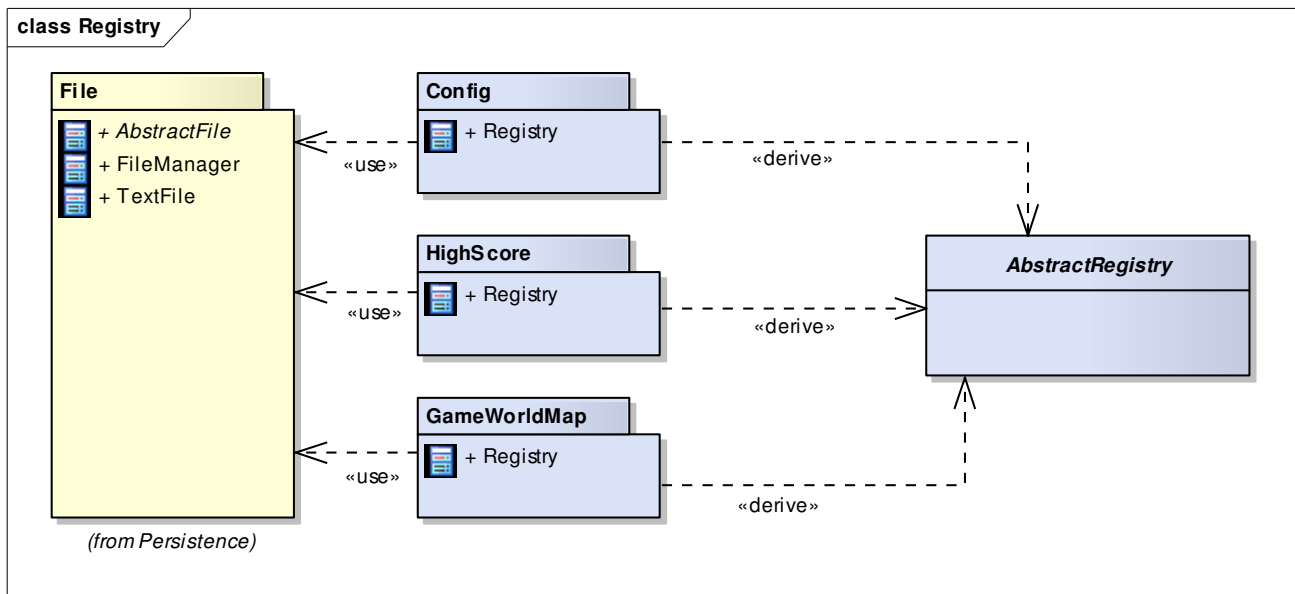 class Registry
File
+ AbstractFile
+ FileManager
+ TextFile
(from Persistence)
Config
+ Registry
HighScore
+ Registry
GameWorldMap
+ Registry
«use»
«use»
«use»
«derive»
«derive»
«derive»
AbstractRegistry